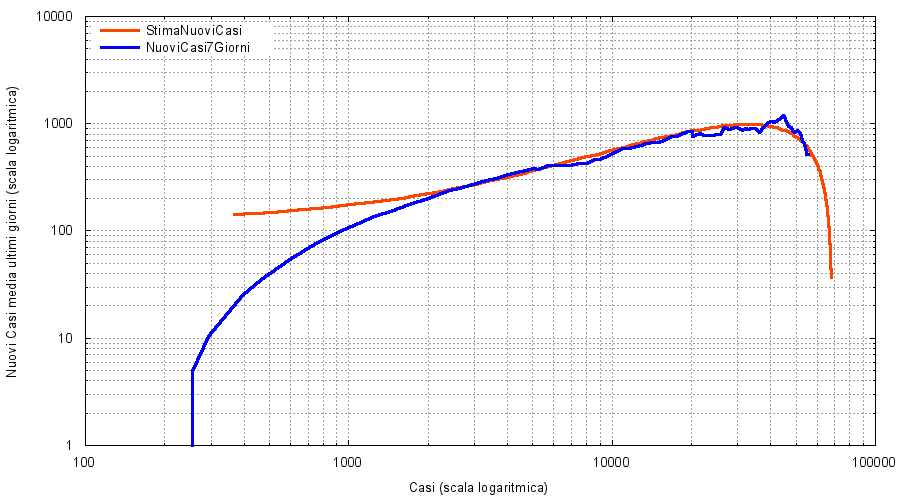 10000
1000
100
10
1
StimaNuoviCasi
NuoviCasi7Giorni
Nuovi Casi media ultimi giorni (scala logaritmica)
100
1000
10000
100000
Casi (scala logaritmica)